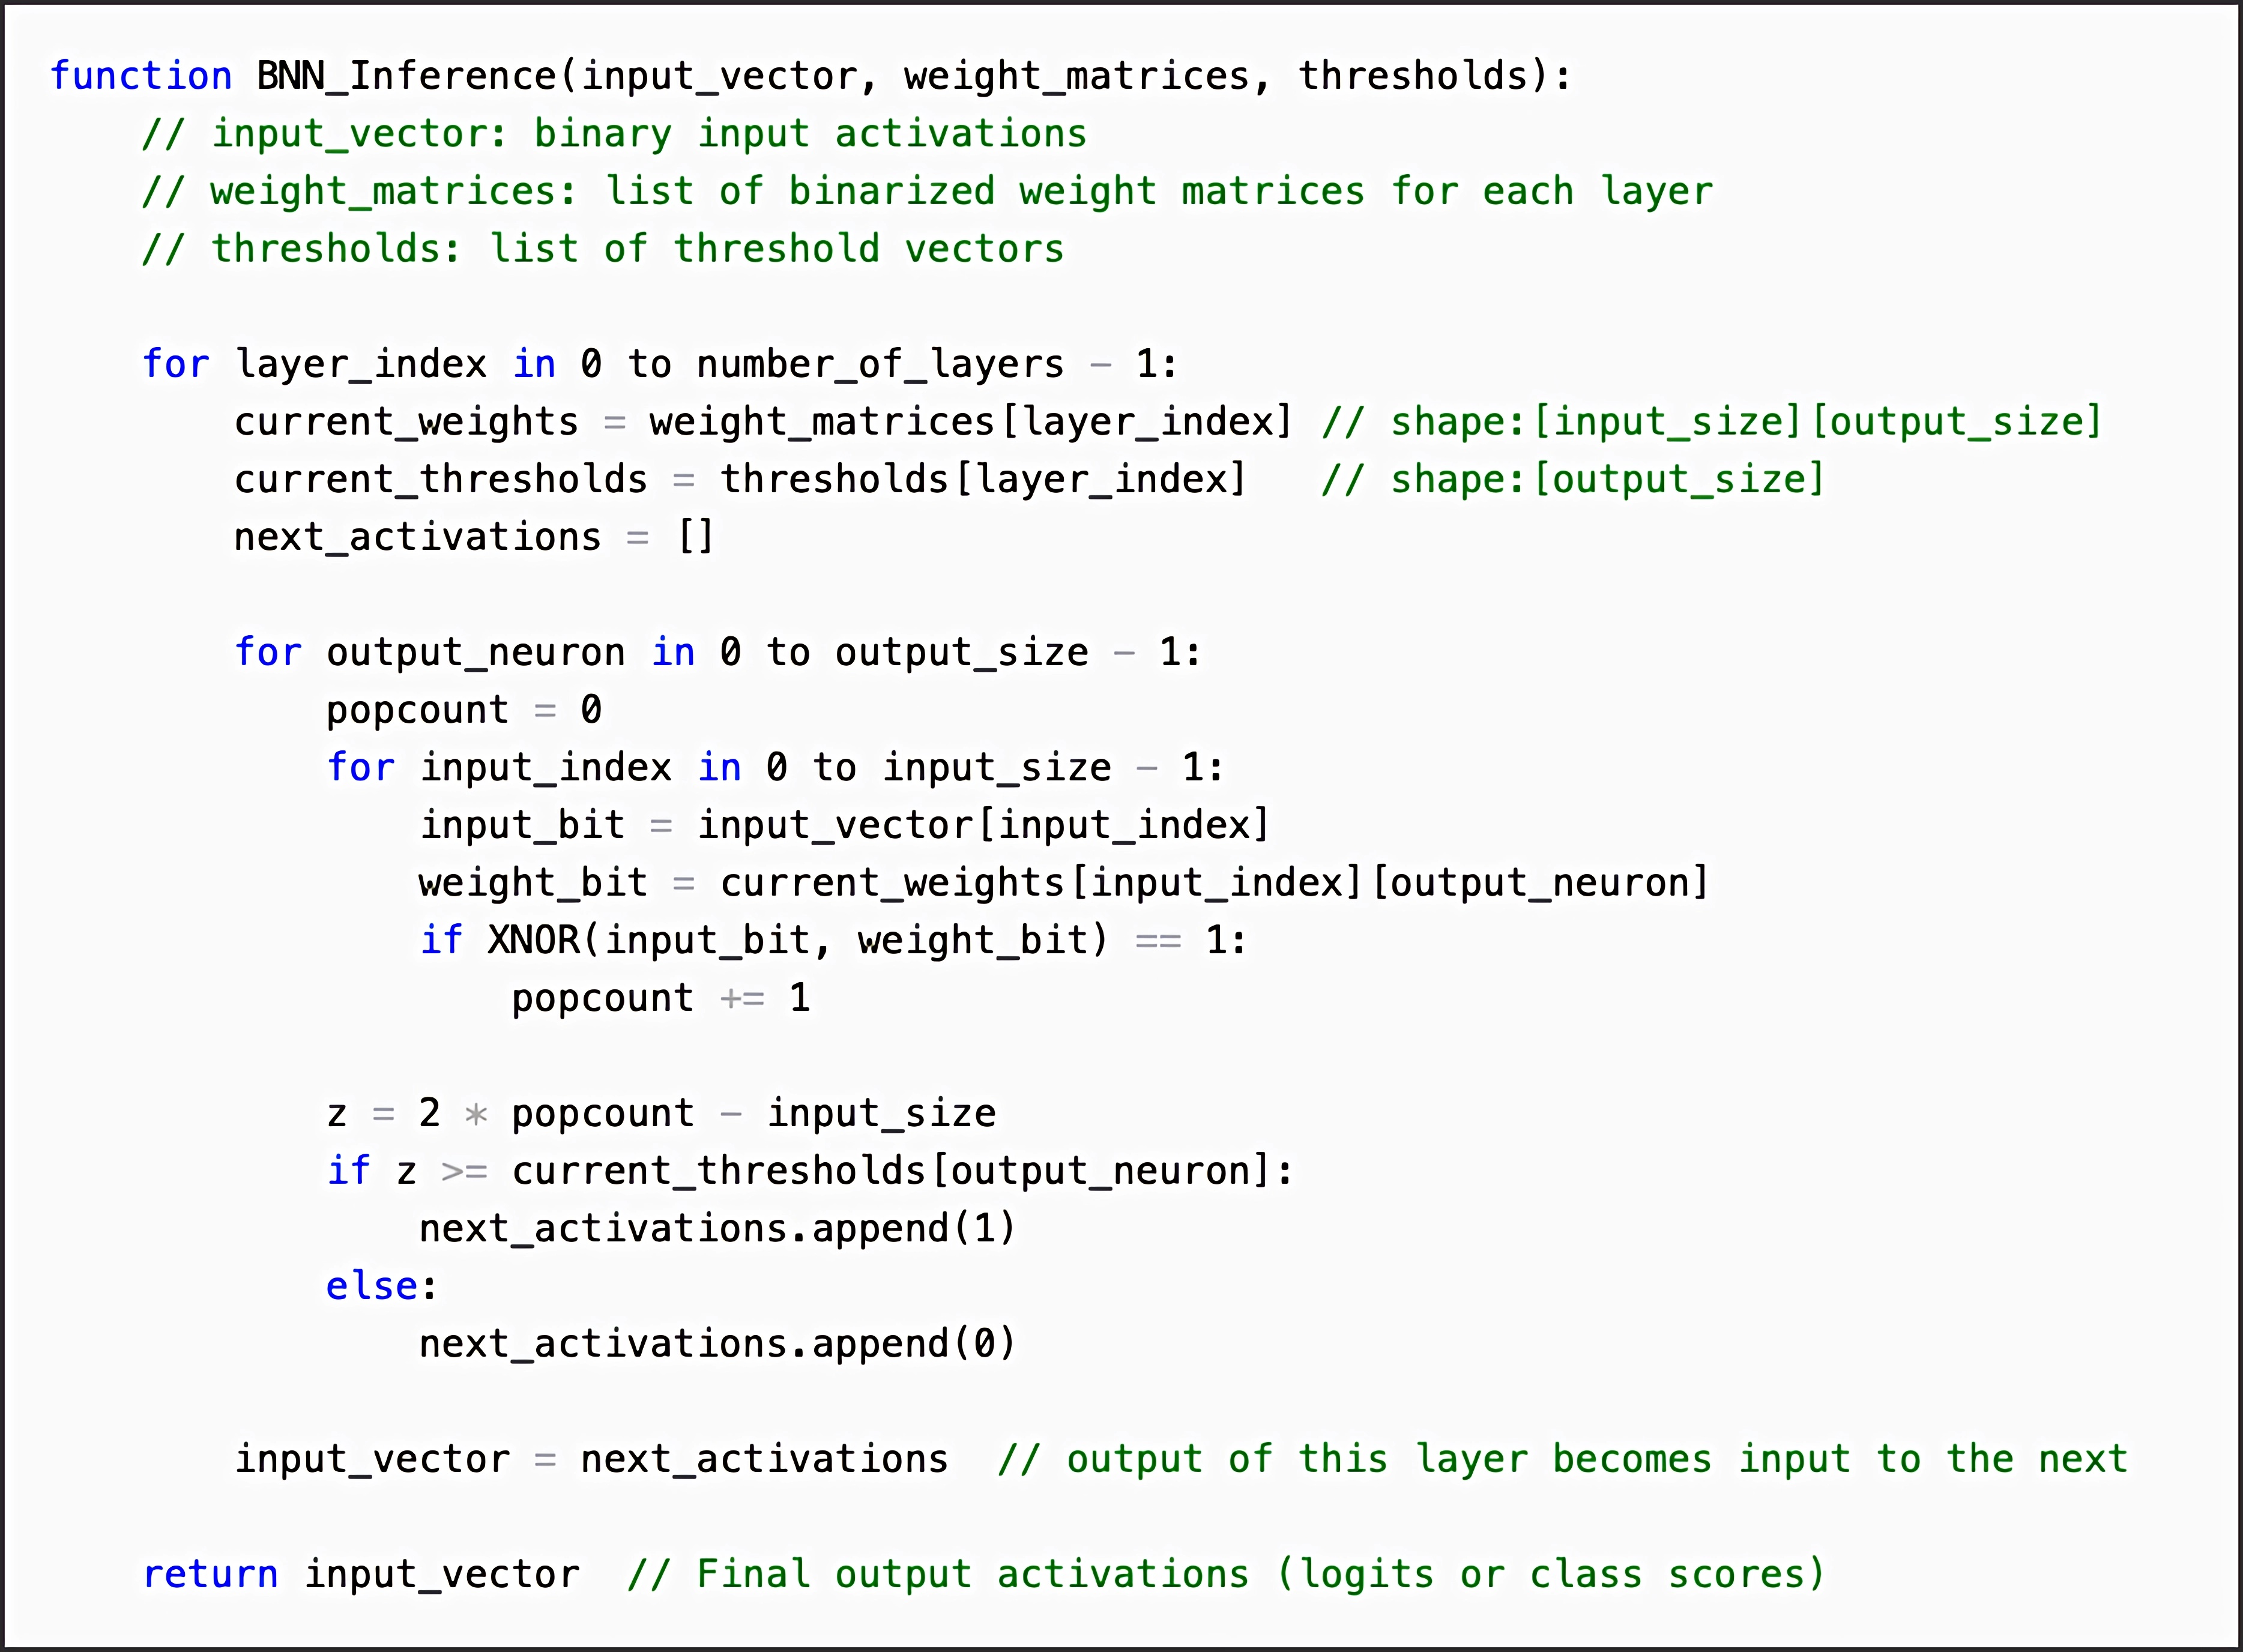 function BNN_Inference(input_vector, weight_matrices, thresholds):
    // input_vector: binary input activations
    // weight_matrices: list of binarized weight matrices for each layer
    // thresholds: list of threshold vectors

    for layer_index in 0 to number_of_layers - 1:
        current_weights = weight_matrices[layer_index] // shape:[input_size][output_size]
        current_thresholds = thresholds[layer_index]   // shape:[output_size]
        next_activations = []

        for output_neuron in 0 to output_size - 1:
            popcount = 0
            for input_index in 0 to input_size - 1:
                input_bit = input_vector[input_index]
                weight_bit = current_weights[input_index][output_neuron]
                if XNOR(input_bit, weight_bit) == 1:
                    popcount += 1

            z = 2 * popcount - input_size
            if z >= current_thresholds[output_neuron]:
                next_activations.append(1)
            else:
                next_activations.append(0)

        input_vector = next_activations  // output of this layer becomes input to the next

    return input_vector  // Final output activations (logits or class scores)